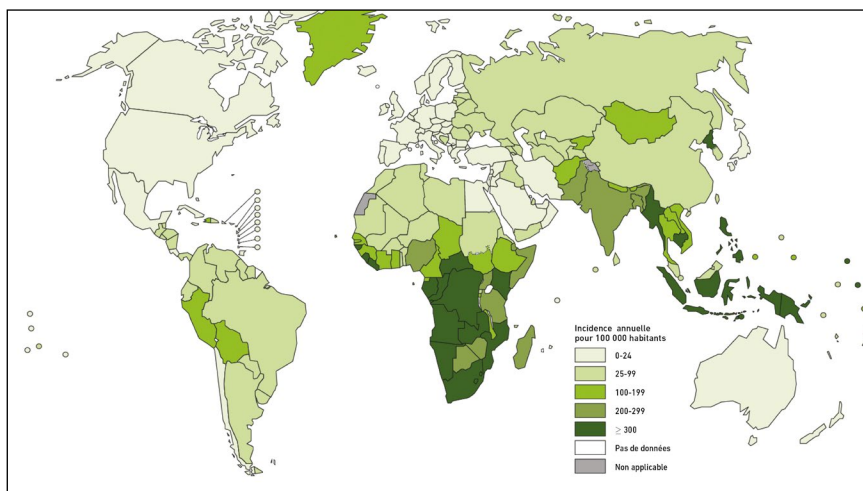 Incidence annuelle
pour 100 000 habitants
0-24
25-99
100-199
200-299
≥ 300
Pas de données
Non applicable